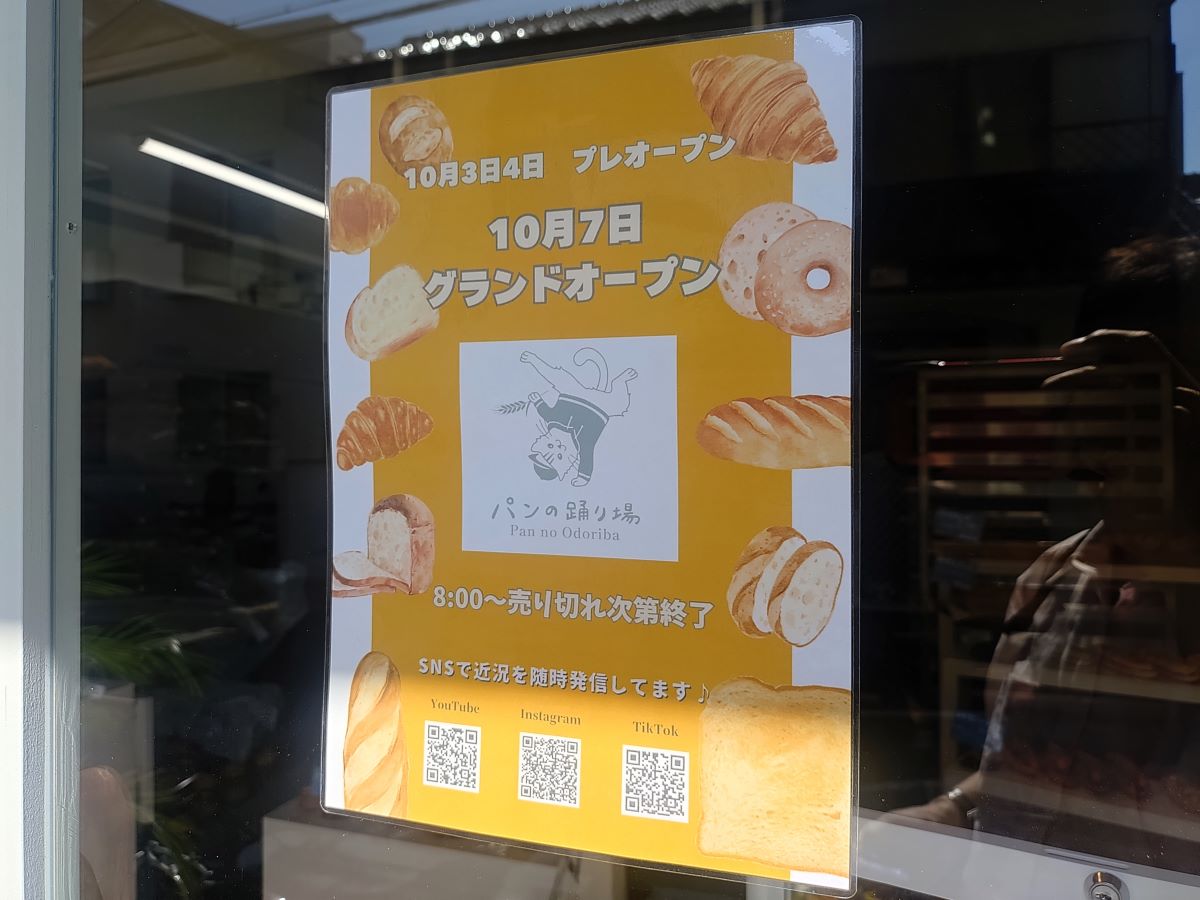 10月3日4日　プレオープン
10月7日
グランドオープン
パンの踊り場
Pan no Odoriba
8:00〜売り切れ次第終了
SNSで近況を随時発信してます♪
YouTube Instagram TikTok